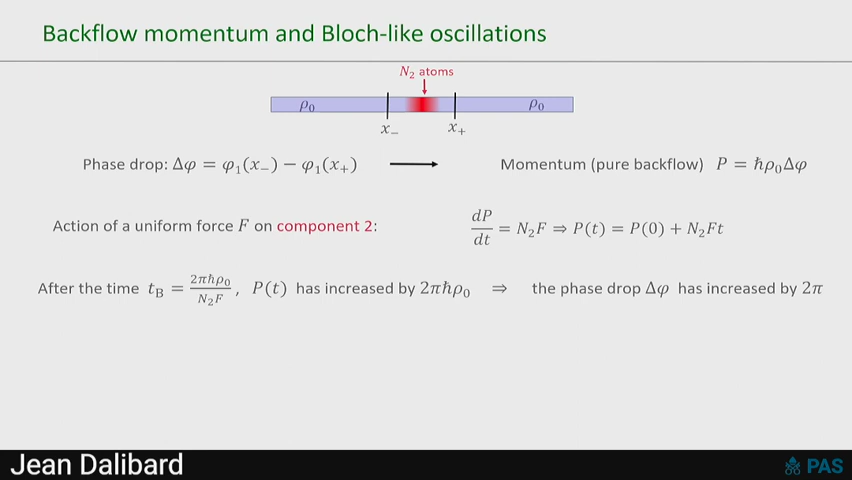 Backflow momentum and Bloch-like oscillations
N₂ atoms
ρ₀ ρ₀
x₋ x₊
Phase drop: Δφ = φ₁(x₋) − φ₁(x₊) ⟶ Momentum (pure backflow) P = ħρ₀Δφ
Action of a uniform force F on component 2: dP/dt = N₂F ⇒ P(t) = P(0) + N₂Ft
After the time t_B = 2πħρ₀/N₂F, P(t) has increased by 2πħρ₀ ⇒ the phase drop Δφ has increased by 2π
Jean Dalibard
PAS